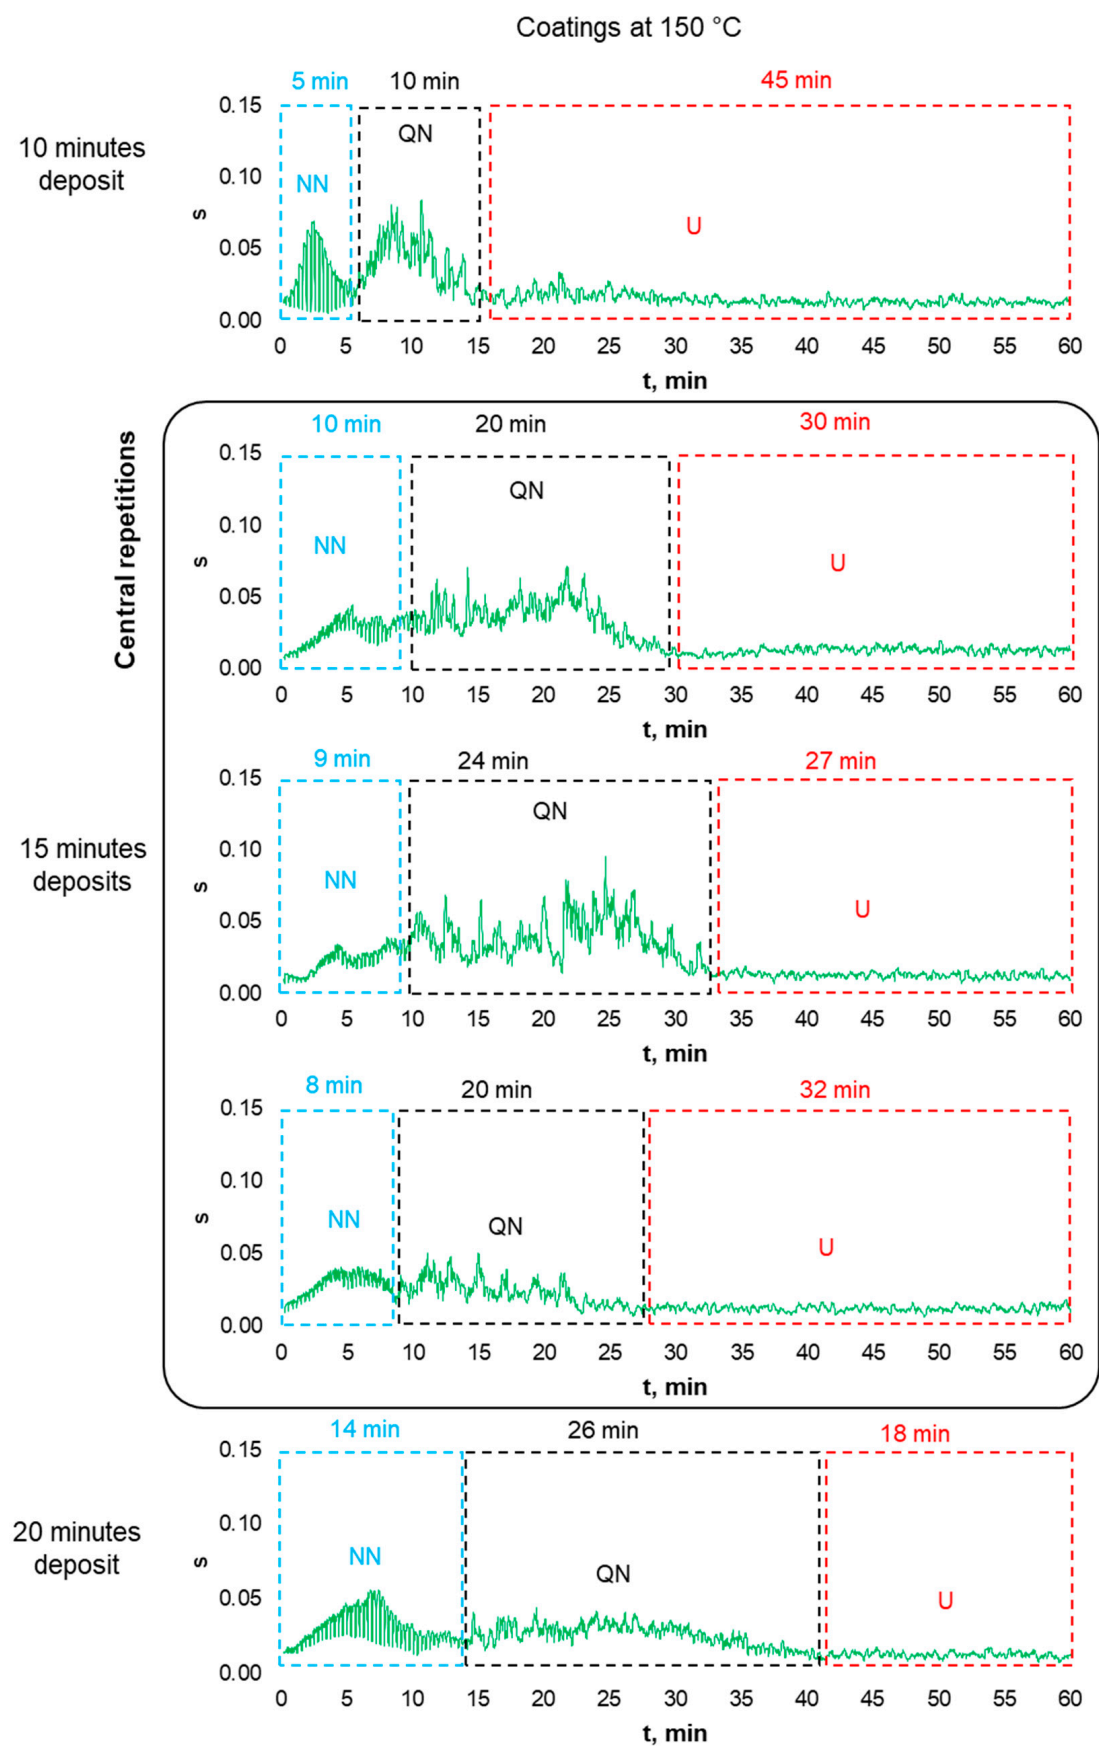 Coatings at 150 °C
10 minutes
deposit
5 min 10 min 45 min
0.15
0.10
0.05
0.00
s
NN
QN
U
0 5 10 15 20 25 30 35 40 45 50 55 60
t, min
Central repetitions
15 minutes
deposits
10 min 20 min 30 min
0.15
0.10
0.05
0.00
s
NN
QN
U
0 5 10 15 20 25 30 35 40 45 50 55 60
t, min
9 min 24 min 27 min
0.15
0.10
0.05
0.00
s
NN
QN
U
0 5 10 15 20 25 30 35 40 45 50 55 60
t, min
8 min 20 min 32 min
0.15
0.10
0.05
0.00
s
NN
QN
U
0 5 10 15 20 25 30 35 40 45 50 55 60
t, min
20 minutes
deposit
14 min 26 min 18 min
0.15
0.10
0.05
0.00
s
NN
QN
U
0 5 10 15 20 25 30 35 40 45 50 55 60
t, min